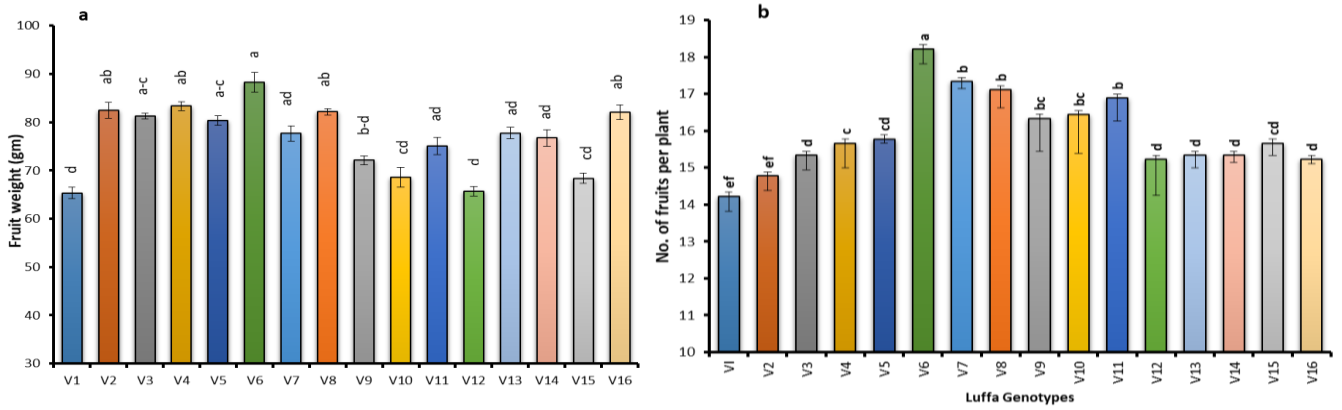 a
100
90
80
70
60
50
40
30
Fruit weight (gm)
d
ab
a-c
ab
a-c
a
ad
ab
b-d
cd
ad
d
ad
ad
cd
ab
V1 V2 V3 V4 V5 V6 V7 V8 V9 V10 V11 V12 V13 V14 V15 V16
b
19
18
17
16
15
14
13
12
11
10
No. of fruits per plant
ef
ef
d
c
cd
a
b
b
bc
bc
b
d
d
d
cd
d
VI V2 V3 V4 V5 V6 V7 V8 V9 V10 V11 V12 V13 V14 V15 V16
Luffa Genotypes